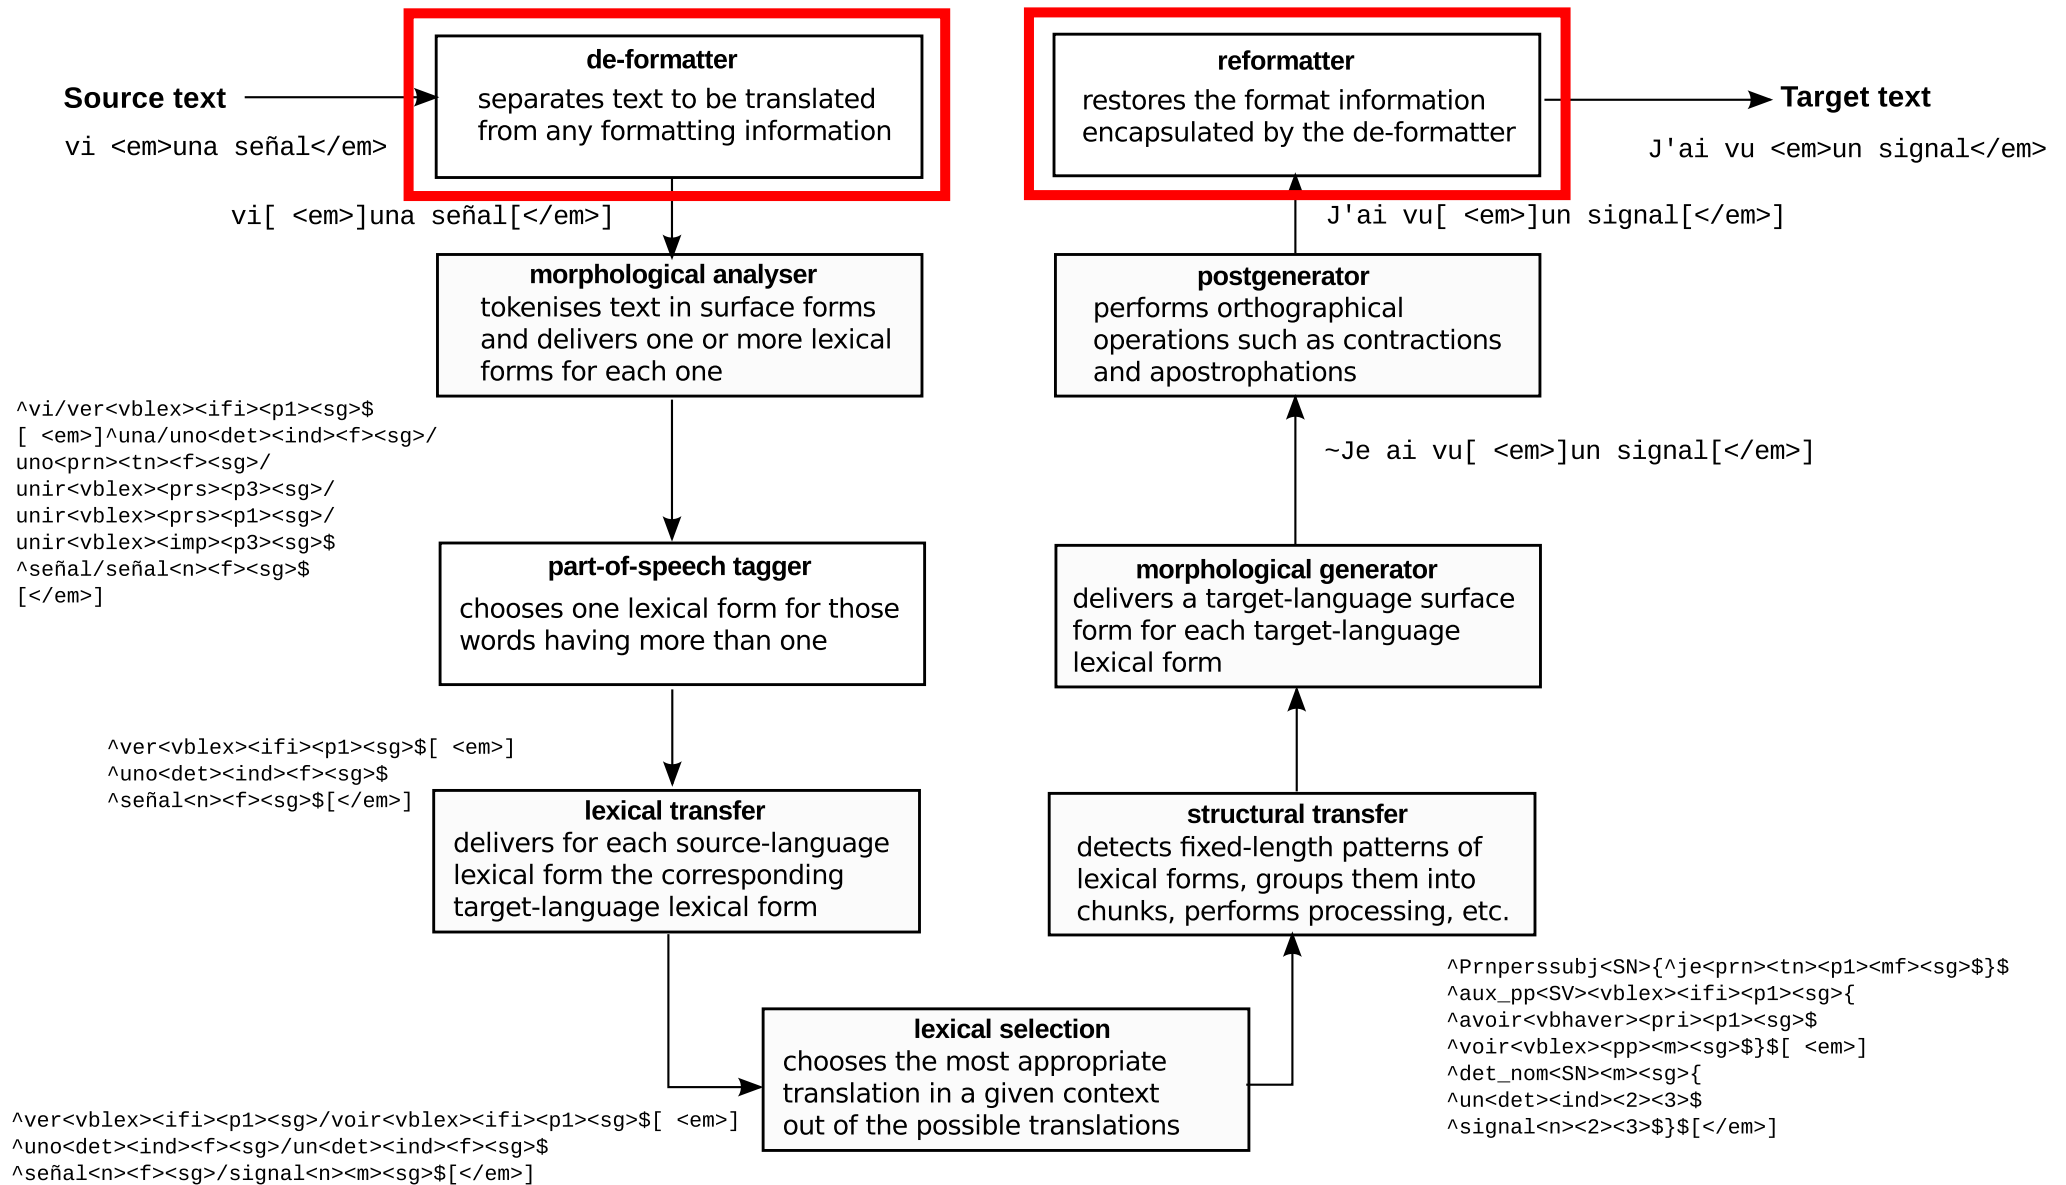 Source text
vi <em>una señal</em>
de-formatter
separates text to be translated
from any formatting information
vi[ <em>]una señal[</em>]
morphological analyser
tokenises text in surface forms
and delivers one or more lexical
forms for each one
^vi/ver<vblex><ifi><p1><sg>$
[ <em>]^una/uno<det><ind><f><sg>/
uno<prn><tn><f><sg>/
unir<vblex><prs><p3><sg>/
unir<vblex><prs><p1><sg>/
unir<vblex><imp><p3><sg>$
^señal/señal<n><f><sg>$
[</em>]
part-of-speech tagger
chooses one lexical form for those
words having more than one
^ver<vblex><ifi><p1><sg>$[ <em>]
^uno<det><ind><f><sg>$
^señal<n><f><sg>$[</em>]
lexical transfer
delivers for each source-language
lexical form the corresponding
target-language lexical form
^ver<vblex><ifi><p1><sg>/voir<vblex><ifi><p1><sg>$[ <em>]
^uno<det><ind><f><sg>/un<det><ind><f><sg>$
^señal<n><f><sg>/signal<n><m><sg>$[</em>]
lexical selection
chooses the most appropriate
translation in a given context
out of the possible translations
structural transfer
detects fixed-length patterns of
lexical forms, groups them into
chunks, performs processing, etc.
^Prnperssubj<SN>{^je<prn><tn><p1><mf><sg>$}$
^aux_pp<SV><vblex><ifi><p1><sg>{
^avoir<vbhaver><pri><p1><sg>$
^voir<vblex><pp><m><sg>$}$[ <em>]
^det_nom<SN><m><sg>{
^un<det><ind><2><3>$
^signal<n><2><3>$}$[</em>]
morphological generator
delivers a target-language surface
form for each target-language
lexical form
~Je ai vu[ <em>]un signal[</em>]
postgenerator
performs orthographical
operations such as contractions
and apostrophations
J'ai vu[ <em>]un signal[</em>]
reformatter
restores the format information
encapsulated by the de-formatter
Target text
J'ai vu <em>un signal</em>